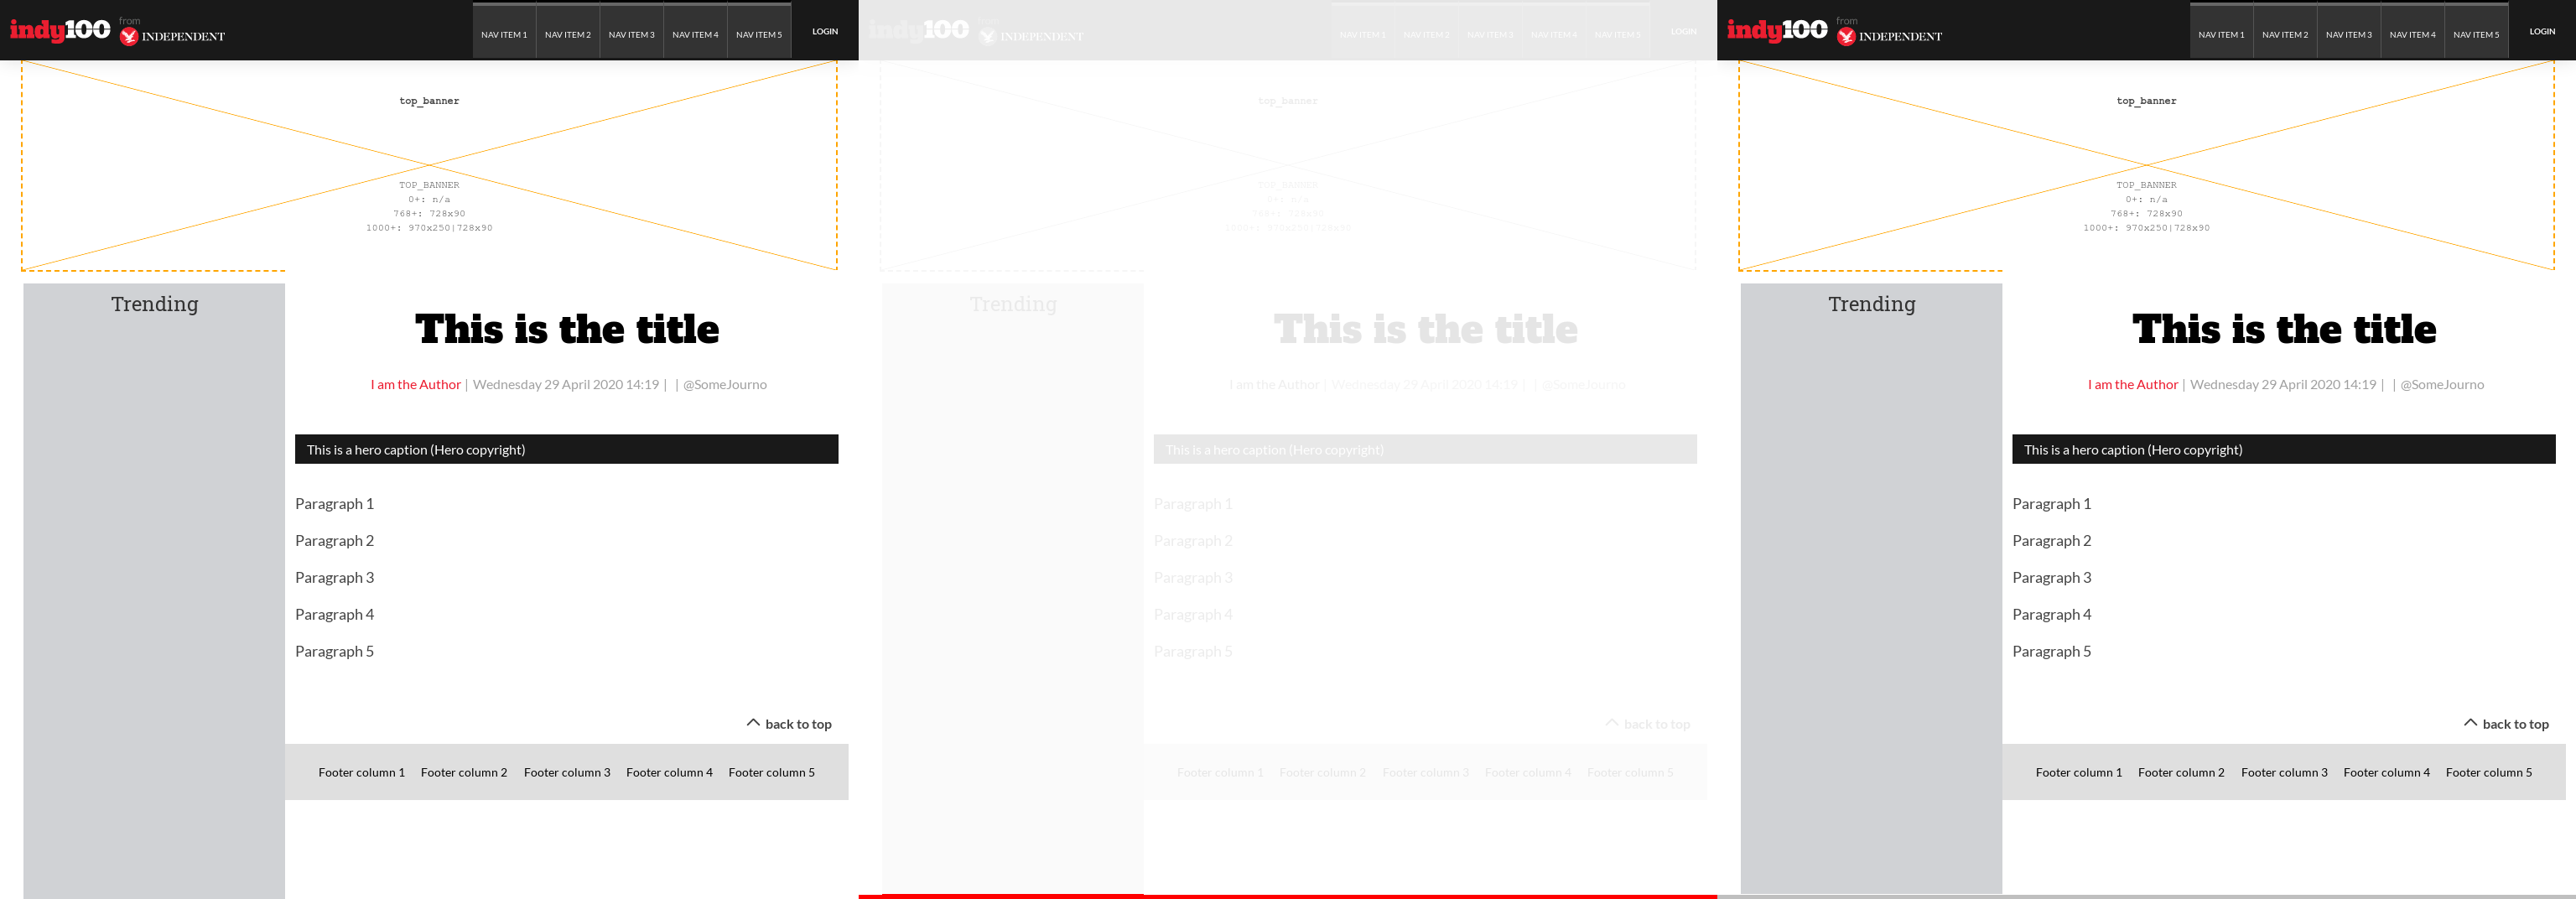 indy100 from INDEPENDENT NAV ITEM 1 NAV ITEM 2 NAV ITEM 3 NAV ITEM 4 NAV ITEM 5 LOGIN
top_banner
TOP_BANNER
0+: n/a
768+: 728x90
1000+: 970x250|728x90
Trending
This is the title
I am the Author | Wednesday 29 April 2020 14:19 | | @SomeJourno
This is a hero caption (Hero copyright)
Paragraph 1
Paragraph 2
Paragraph 3
Paragraph 4
Paragraph 5
back to top
Footer column 1 Footer column 2 Footer column 3 Footer column 4 Footer column 5
indy100 from INDEPENDENT NAV ITEM 1 NAV ITEM 2 NAV ITEM 3 NAV ITEM 4 NAV ITEM 5 LOGIN
top_banner
TOP_BANNER
0+: n/a
768+: 728x90
1000+: 970x250|728x90
Trending
This is the title
I am the Author | Wednesday 29 April 2020 14:19 | | @SomeJourno
This is a hero caption (Hero copyright)
Paragraph 1
Paragraph 2
Paragraph 3
Paragraph 4
Paragraph 5
back to top
Footer column 1 Footer column 2 Footer column 3 Footer column 4 Footer column 5
indy100 from INDEPENDENT NAV ITEM 1 NAV ITEM 2 NAV ITEM 3 NAV ITEM 4 NAV ITEM 5 LOGIN
top_banner
TOP_BANNER
0+: n/a
768+: 728x90
1000+: 970x250|728x90
Trending
This is the title
I am the Author | Wednesday 29 April 2020 14:19 | | @SomeJourno
This is a hero caption (Hero copyright)
Paragraph 1
Paragraph 2
Paragraph 3
Paragraph 4
Paragraph 5
back to top
Footer column 1 Footer column 2 Footer column 3 Footer column 4 Footer column 5